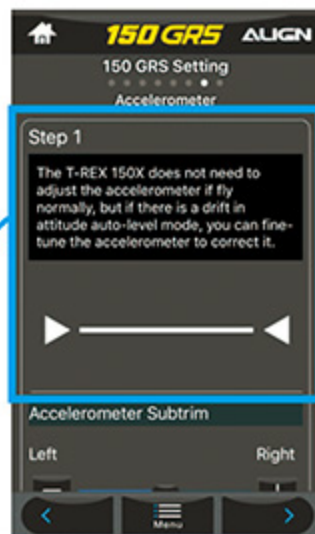 150 GRS ALIGN
150 GRS Setting
Accelerometer
Step 1
The T-REX 150X does not need to
adjust the accelerometer if fly
normally, but if there is a drift in
attitude auto-level mode, you can fine-
tune the accelerometer to correct it.
Accelerometer Subtrim
Left Right
Menu